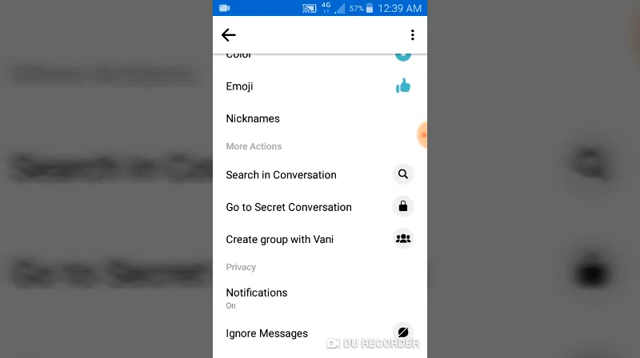 4G 57% 12:39 AM
Color
Emoji
Nicknames
More Actions
Search in Conversation
Go to Secret Conversation
Create group with Vani
Privacy
Notifications
On
Ignore Messages
DU RECORDER